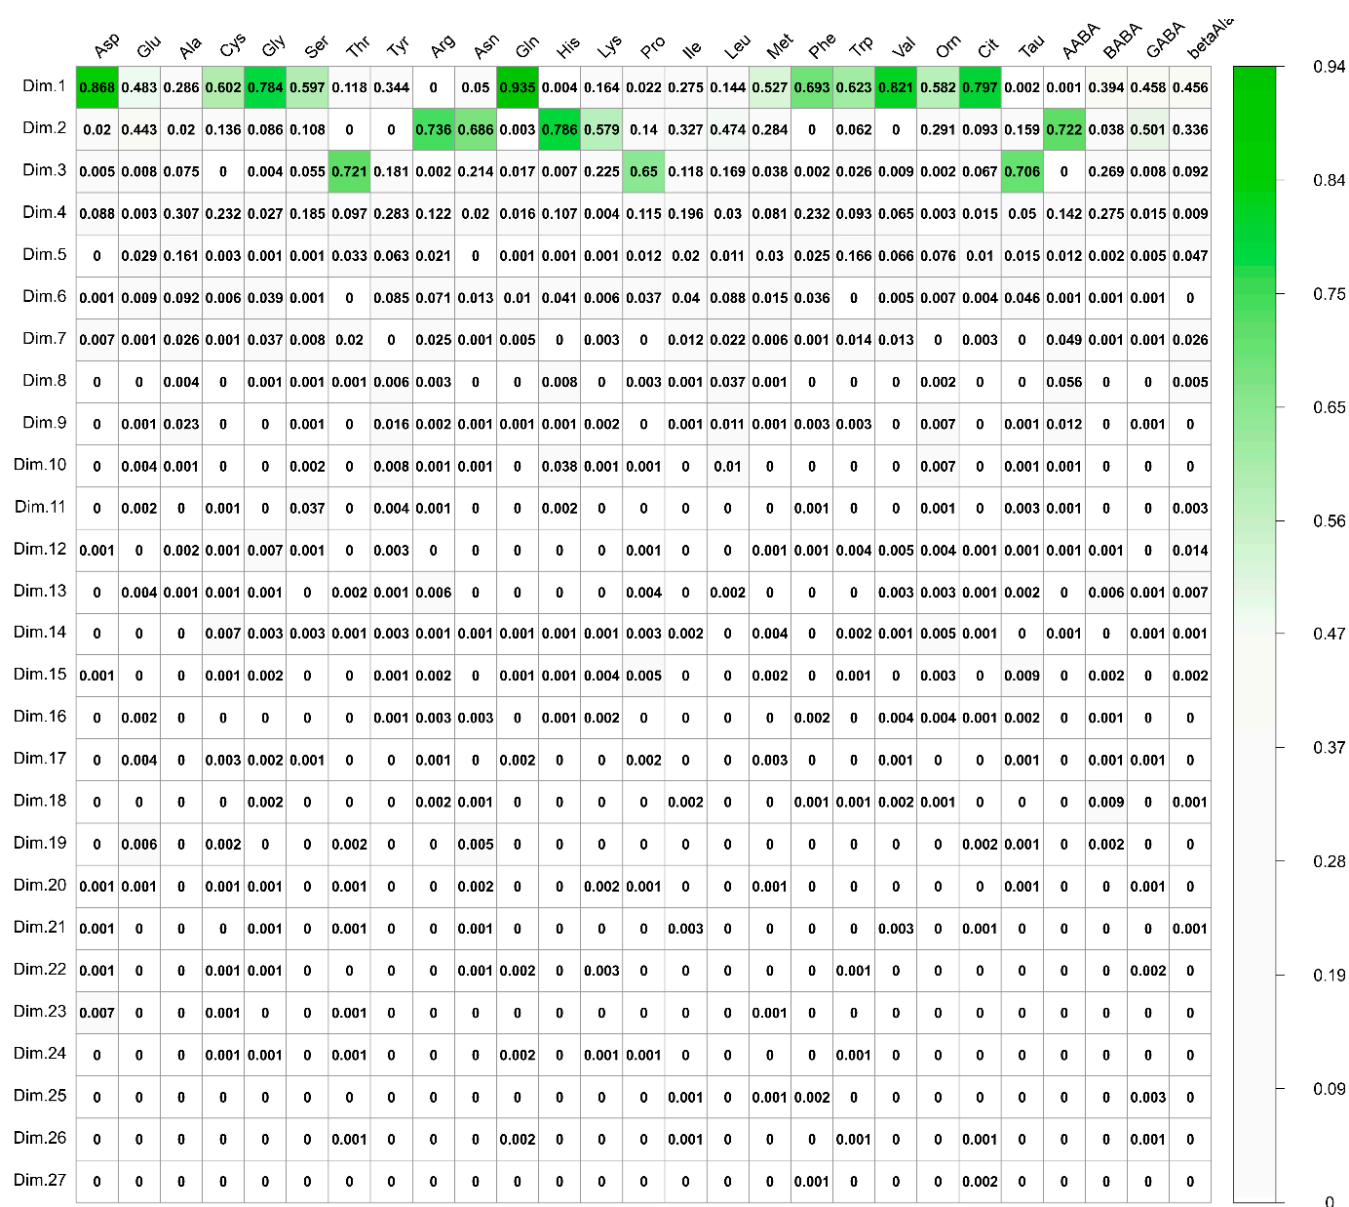 Asp Glu Ala Cys Gly Ser Thr Tyr Arg Asn Gln His Lys Pro Ile Leu Met Phe Trp Val Orn Cit Tau AABA BABA GABA betaAla
Dim.1 0.868 0.483 0.286 0.602 0.784 0.597 0.118 0.344 0 0.05 0.935 0.004 0.164 0.022 0.275 0.144 0.527 0.693 0.623 0.821 0.582 0.797 0.002 0.001 0.394 0.458 0.456 0.94
Dim.2 0.02 0.443 0.02 0.136 0.086 0.108 0 0 0.736 0.686 0.003 0.786 0.579 0.14 0.327 0.474 0.284 0 0.062 0 0.291 0.093 0.159 0.722 0.038 0.501 0.336
Dim.3 0.005 0.008 0.075 0 0.004 0.055 0.721 0.181 0.002 0.214 0.017 0.007 0.225 0.65 0.118 0.169 0.038 0.002 0.026 0.009 0.002 0.067 0.706 0 0.269 0.008 0.092 0.84
Dim.4 0.088 0.003 0.307 0.232 0.027 0.185 0.097 0.283 0.122 0.02 0.016 0.107 0.004 0.115 0.196 0.03 0.081 0.232 0.093 0.065 0.003 0.015 0.05 0.142 0.275 0.015 0.009
Dim.5 0 0.029 0.161 0.003 0.001 0.001 0.033 0.063 0.021 0 0.001 0.001 0.001 0.012 0.02 0.011 0.03 0.025 0.166 0.066 0.076 0.01 0.015 0.012 0.002 0.005 0.047
Dim.6 0.001 0.009 0.092 0.006 0.039 0.001 0 0.085 0.071 0.013 0.01 0.041 0.006 0.037 0.04 0.088 0.015 0.036 0 0.005 0.007 0.004 0.046 0.001 0.001 0.001 0 0.75
Dim.7 0.007 0.001 0.026 0.001 0.037 0.008 0.02 0 0.025 0.001 0.005 0 0.003 0 0.012 0.022 0.006 0.001 0.014 0.013 0 0.003 0 0.049 0.001 0.001 0.026
Dim.8 0 0 0.004 0 0.001 0.001 0.001 0.006 0.003 0 0 0.008 0 0.003 0.001 0.037 0.001 0 0 0 0.002 0 0 0.056 0 0 0.005
Dim.9 0 0.001 0.023 0 0 0.001 0 0.016 0.002 0.001 0.001 0.001 0.002 0 0.001 0.011 0.001 0.003 0.003 0 0.007 0 0.001 0.012 0 0.001 0 0.65
Dim.10 0 0.004 0.001 0 0 0.002 0 0.008 0.001 0.001 0 0.038 0.001 0.001 0 0.01 0 0 0 0 0.007 0 0.001 0.001 0 0 0
Dim.11 0 0.002 0 0.001 0 0.037 0 0.004 0.001 0 0 0.002 0 0 0 0 0 0.001 0 0 0.001 0 0.003 0.001 0 0 0.003 0.56
Dim.12 0.001 0 0.002 0.001 0.007 0.001 0 0.003 0 0 0 0 0 0.001 0 0 0.001 0.001 0.004 0.005 0.004 0.001 0.001 0.001 0.001 0 0.014
Dim.13 0 0.004 0.001 0.001 0.001 0 0.002 0.001 0.006 0 0 0 0 0.004 0 0.002 0 0 0 0.003 0.003 0.001 0.002 0 0.006 0.001 0.007
Dim.14 0 0 0 0.007 0.003 0.003 0.001 0.003 0.001 0.001 0.001 0.001 0.001 0.003 0.002 0 0.004 0 0.002 0.001 0.005 0.001 0 0.001 0 0.001 0.001 0.47
Dim.15 0.001 0 0 0.001 0.002 0 0 0.001 0.002 0 0.001 0.001 0.004 0.005 0 0 0.002 0 0.001 0 0.003 0 0.009 0 0.002 0 0.002
Dim.16 0 0.002 0 0 0 0 0 0.001 0.003 0.003 0 0.001 0.002 0 0 0 0 0.002 0 0.004 0.004 0.001 0.002 0 0.001 0 0
Dim.17 0 0.004 0 0.003 0.002 0.001 0 0 0.001 0 0.002 0 0 0.002 0 0 0.003 0 0 0.001 0 0 0.001 0 0.001 0.001 0 0.37
Dim.18 0 0 0 0 0.002 0 0 0 0.002 0.001 0 0 0 0 0.002 0 0 0.001 0.001 0.002 0.001 0 0 0 0.009 0 0.001
Dim.19 0 0.006 0 0.002 0 0 0.002 0 0 0.005 0 0 0 0 0 0 0 0 0 0 0 0.002 0.001 0 0.002 0 0 0.28
Dim.20 0.001 0.001 0 0.001 0.001 0 0.001 0 0 0.002 0 0 0.002 0.001 0 0 0.001 0 0 0 0 0 0.001 0 0 0.001 0
Dim.21 0.001 0 0 0 0.001 0 0.001 0 0 0.001 0 0 0 0 0.003 0 0 0 0 0.003 0 0.001 0 0 0 0 0.001
Dim.22 0.001 0 0 0.001 0.001 0 0 0 0 0.001 0.002 0 0.003 0 0 0 0 0 0.001 0 0 0 0 0 0 0.002 0 0.19
Dim.23 0.007 0 0 0.001 0 0 0.001 0 0 0 0 0 0 0 0 0 0.001 0 0 0 0 0 0 0 0 0 0
Dim.24 0 0 0 0.001 0.001 0 0.001 0 0 0 0.002 0 0.001 0.001 0 0 0 0 0.001 0 0 0 0 0 0 0 0
Dim.25 0 0 0 0 0 0 0 0 0 0 0 0 0 0 0.001 0 0.001 0.002 0 0 0 0 0 0 0 0.003 0 0.09
Dim.26 0 0 0 0 0 0 0.001 0 0 0 0.002 0 0 0 0.001 0 0 0 0.001 0 0 0.001 0 0 0 0.001 0
Dim.27 0 0 0 0 0 0 0 0 0 0 0 0 0 0 0 0 0 0.001 0 0 0 0.002 0 0 0 0 0 0